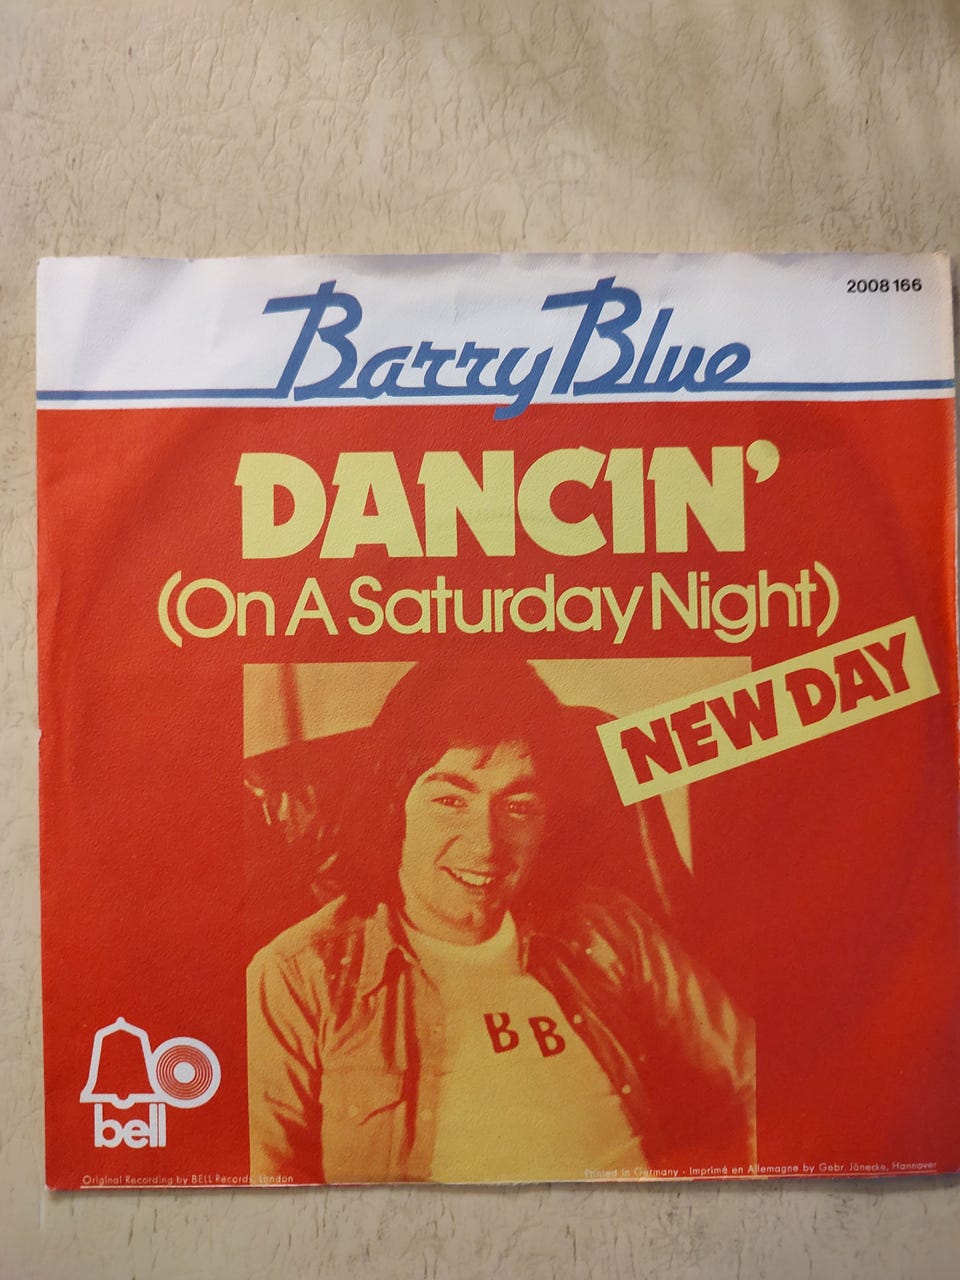 2008 166
Barry Blue
DANCIN'
(On A Saturday Night)
NEW DAY
B B
bell
Original Recording by BELL Records, London
Printed in Germany · Imprimé en Allemagne by Gebr. Jänecke, Hannover